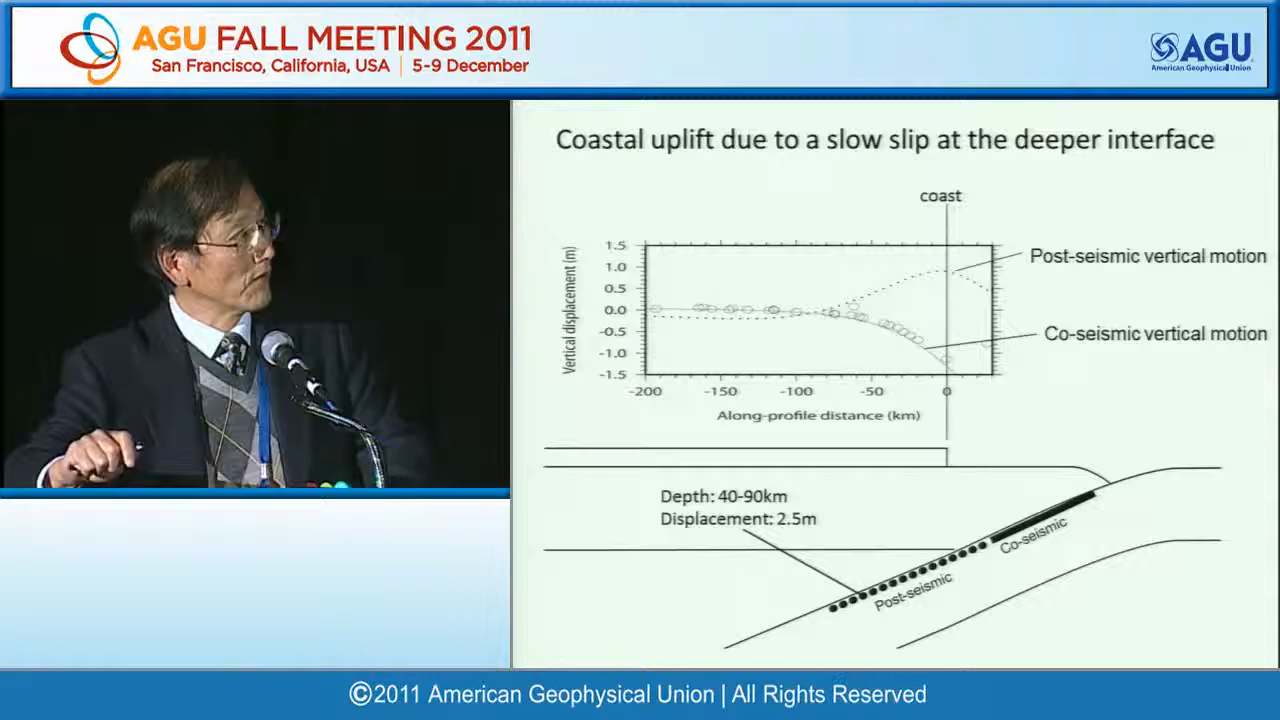 AGU FALL MEETING 2011
San Francisco, California, USA | 5-9 December
AGU
American Geophysical Union
Coastal uplift due to a slow slip at the deeper interface
coast
1.5
1.0
0.5
0.0
-0.5
-1.0
-1.5
Vertical displacement (m)
Post-seismic vertical motion
Co-seismic vertical motion
-200 -150 -100 -50 0
Along-profile distance (km)
Depth: 40-90km
Displacement: 2.5m
Co-seismic
Post-seismic
©2011 American Geophysical Union | All Rights Reserved